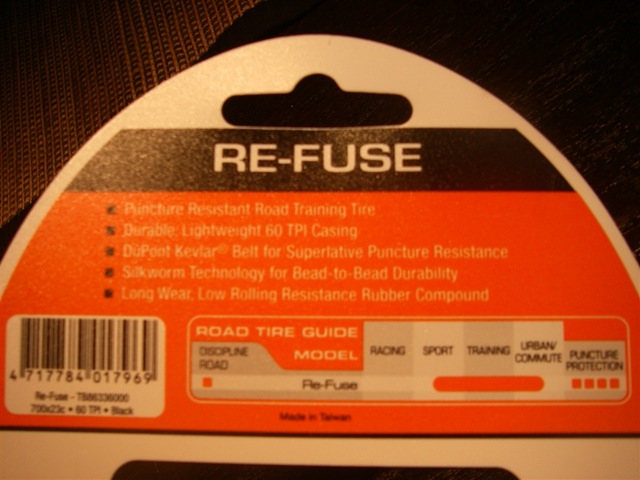 RE-FUSE
Puncture Resistant Road Training Tire
Durable, Lightweight 60 TPI Casing
DuPont Kevlar® Belt for Superlative Puncture Resistance
Silkworm Technology for Bead-to-Bead Durability
Long Wear, Low Rolling Resistance Rubber Compound
ROAD TIRE GUIDE
DISCIPLINE
ROAD
MODEL
RACING
SPORT
TRAINING
URBAN/
COMMUTE
PUNCTURE
PROTECTION
Re-Fuse
4 717784 017969
Re-Fuse - TB86336000
700x23c • 60 TPI • Black
Made in Taiwan